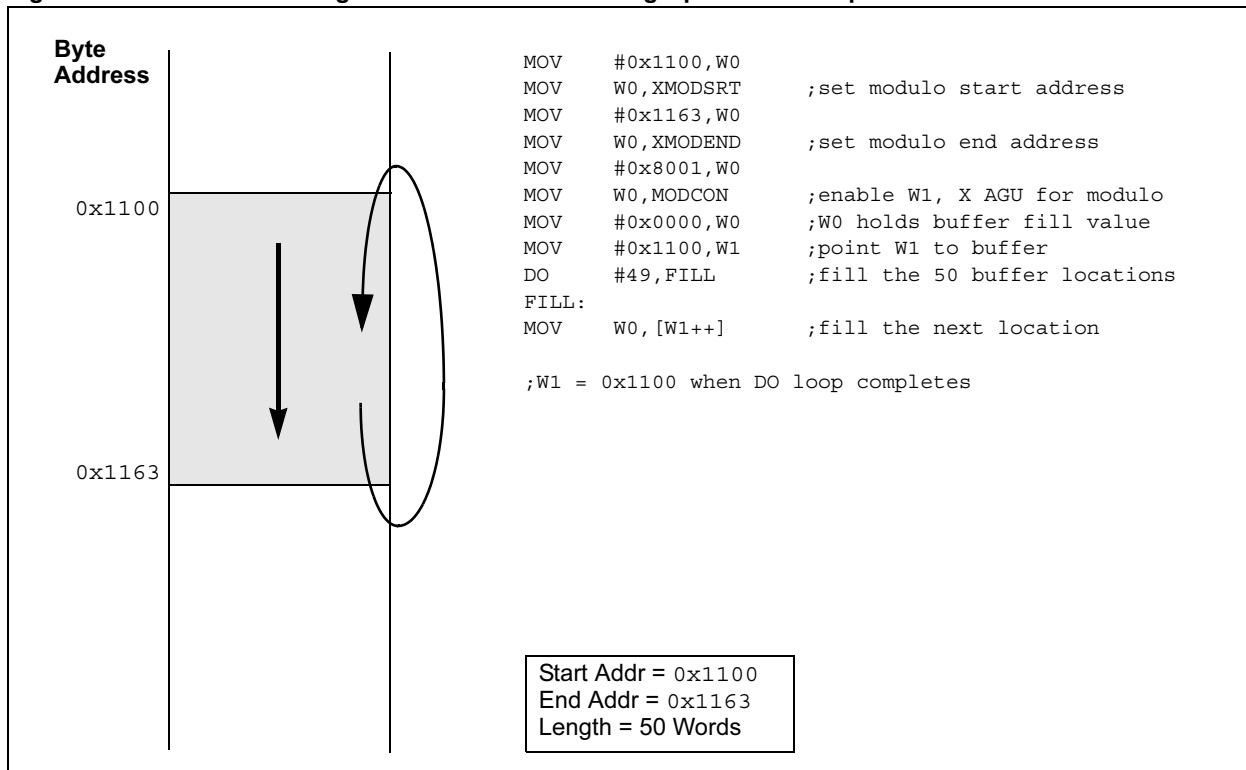 Byte
Address
0x1100
0x1163
MOV #0x1100,W0
MOV W0,XMODSRT ;set modulo start address
MOV #0x1163,W0
MOV W0,XMODEND ;set modulo end address
MOV #0x8001,W0
MOV W0,MODCON ;enable W1, X AGU for modulo
MOV #0x0000,W0 ;W0 holds buffer fill value
MOV #0x1100,W1 ;point W1 to buffer
DO #49,FILL ;fill the 50 buffer locations
FILL:
MOV W0,[W1++] ;fill the next location
;W1 = 0x1100 when DO loop completes
Start Addr = 0x1100
End Addr = 0x1163
Length = 50 Words